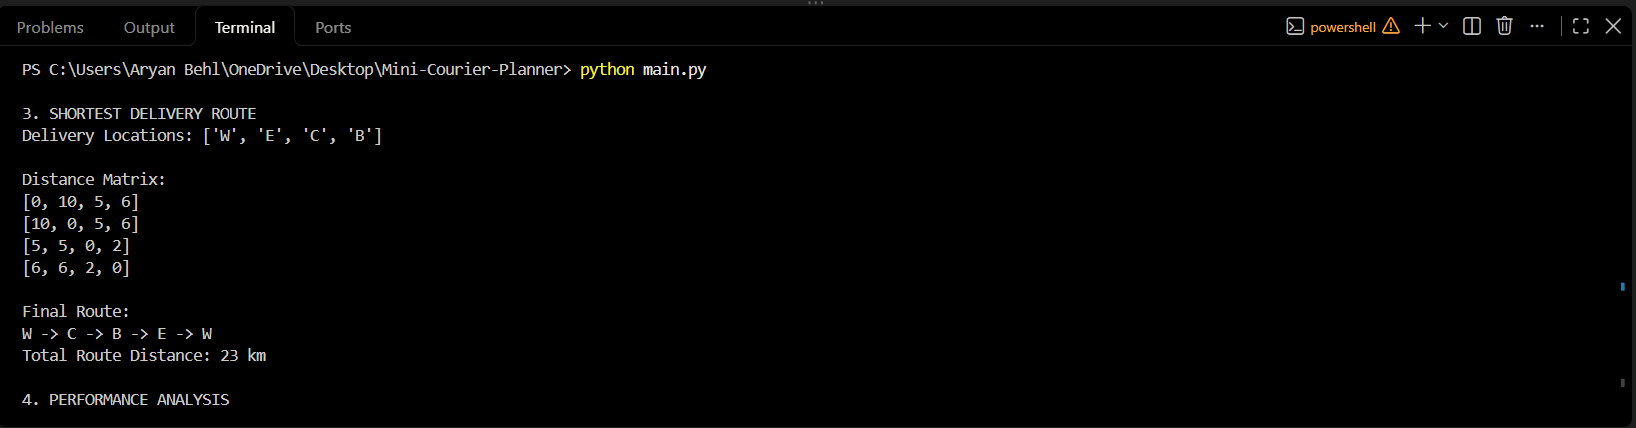 Problems Output Terminal Ports powershell
PS C:\Users\Aryan Behl\OneDrive\Desktop\Mini-Courier-Planner> python main.py
3. SHORTEST DELIVERY ROUTE
Delivery Locations: ['W', 'E', 'C', 'B']
Distance Matrix:
[0, 10, 5, 6]
[10, 0, 5, 6]
[5, 5, 0, 2]
[6, 6, 2, 0]
Final Route:
W -> C -> B -> E -> W
Total Route Distance: 23 km
4. PERFORMANCE ANALYSIS